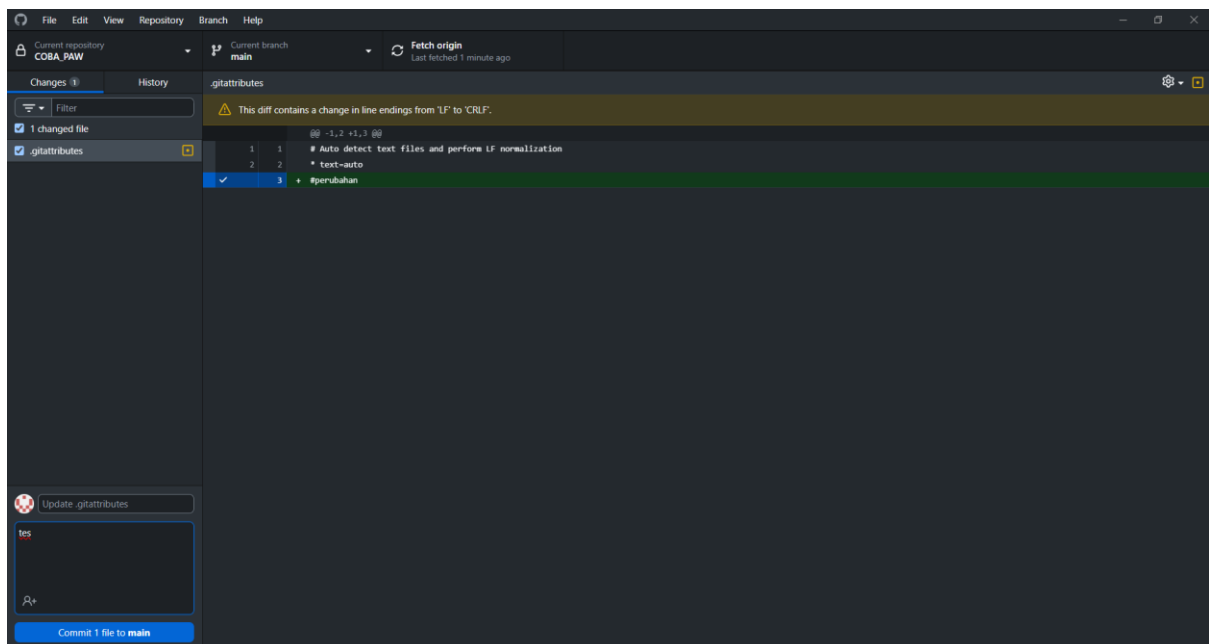 File Edit View Repository Branch Help
Current repository
COBA_PAW
Current branch
main
Fetch origin
Last fetched 1 minute ago
Changes 1
History
.gitattributes
Filter
This diff contains a change in line endings from 'LF' to 'CRLF'.
1 changed file
@@ -1,2 +1,3 @@
.gitattributes
1 1 # Auto detect text files and perform LF normalization
2 2 * text=auto
3 + #perubahan
Update .gitattributes
tes
Commit 1 file to main